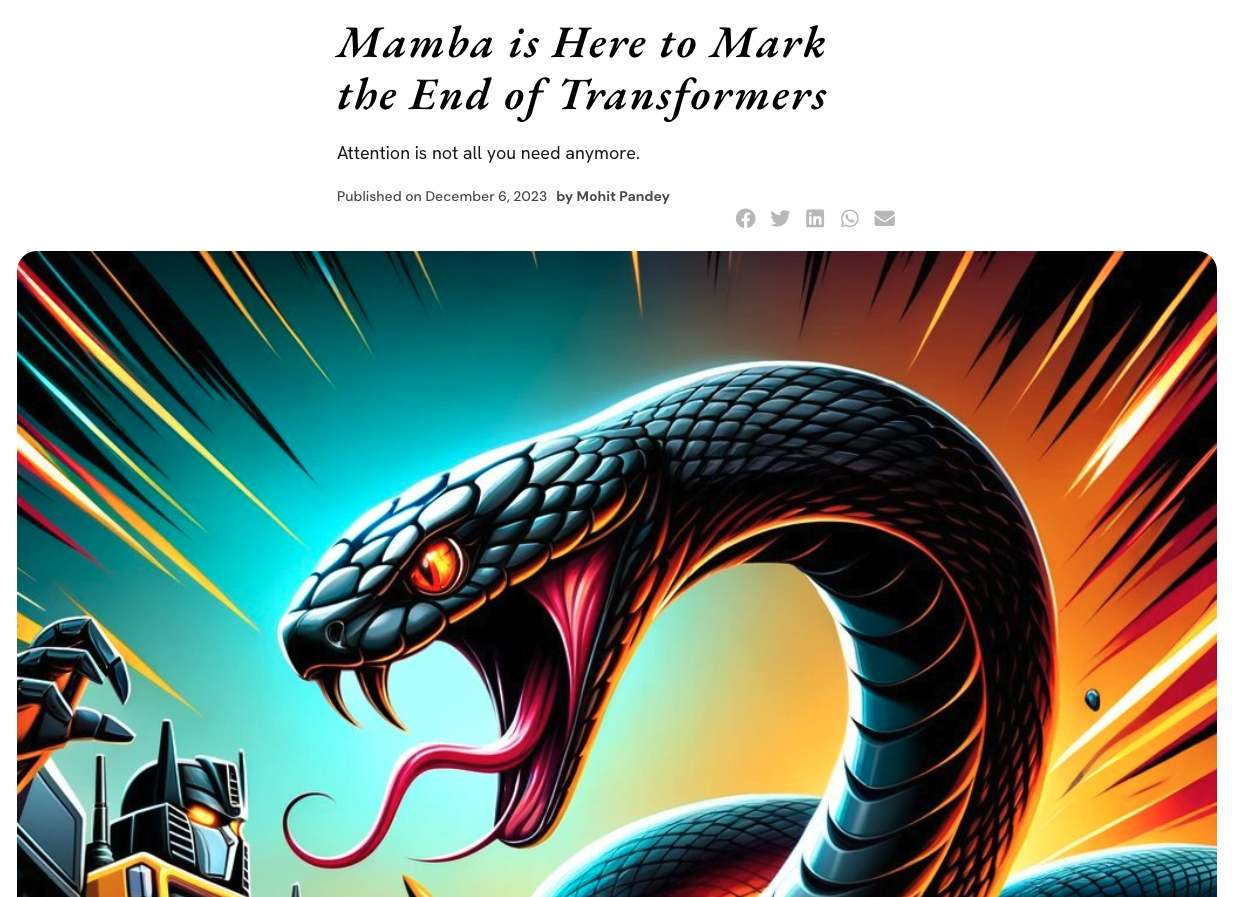 Mamba is Here to Mark
the End of Transformers
Attention is not all you need anymore.
Published on December 6, 2023 by Mohit Pandey